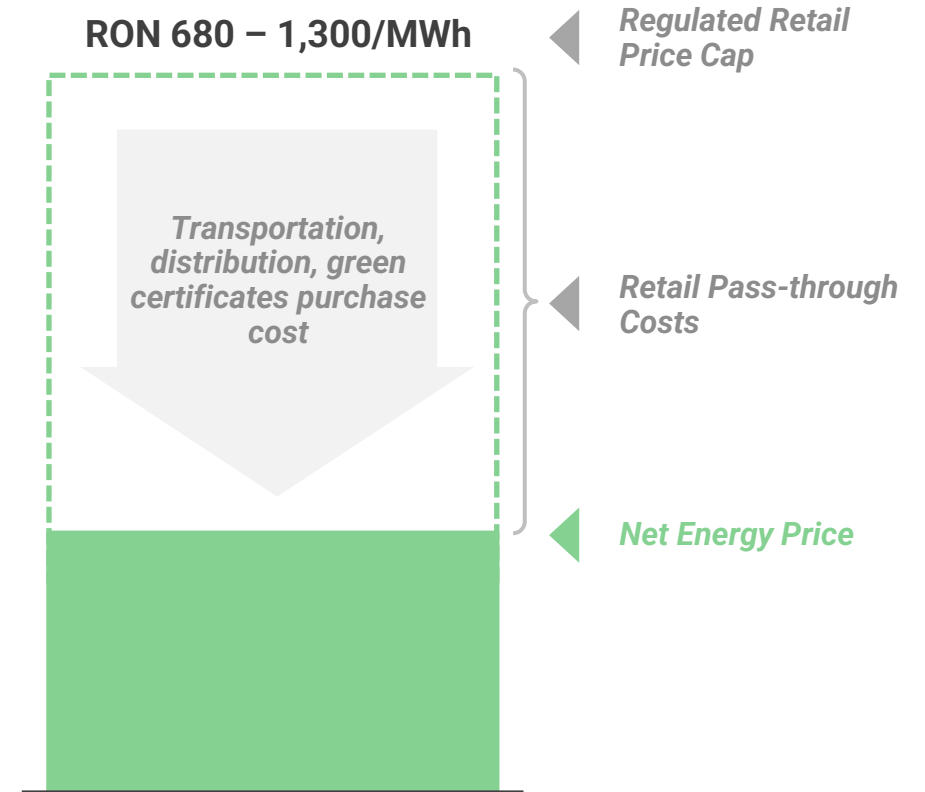 RON 680 – 1,300/MWh
Regulated Retail
Price Cap
Transportation,
distribution, green
certificates purchase
cost
Retail Pass-through
Costs
Net Energy Price